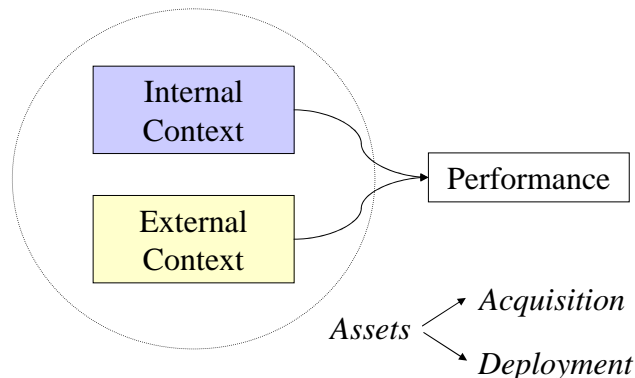 Internal
Context
Performance
External
Context
Acquisition
Assets
Deployment